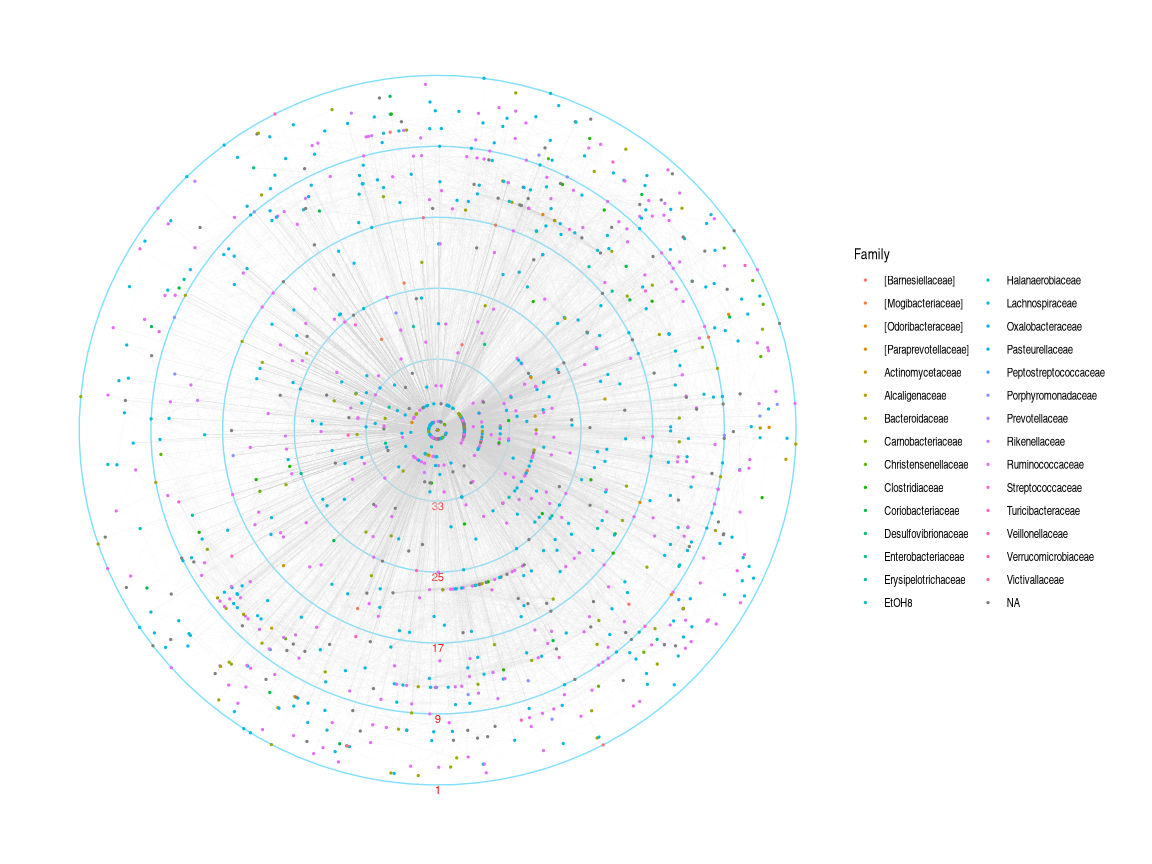 33
25
17
9
1
Family
[Barnesiellaceae]
[Mogibacteriaceae]
[Odoribacteraceae]
[Paraprevotellaceae]
Actinomycetaceae
Alcaligenaceae
Bacteroidaceae
Carnobacteriaceae
Christensenellaceae
Clostridiaceae
Coriobacteriaceae
Desulfovibrionaceae
Enterobacteriaceae
Erysipelotrichaceae
EtOH8
Halanaerobiaceae
Lachnospiraceae
Oxalobacteraceae
Pasteurellaceae
Peptostreptococcaceae
Porphyromonadaceae
Prevotellaceae
Rikenellaceae
Ruminococcaceae
Streptococcaceae
Turicibacteraceae
Veillonellaceae
Verrucomicrobiaceae
Victivallaceae
NA